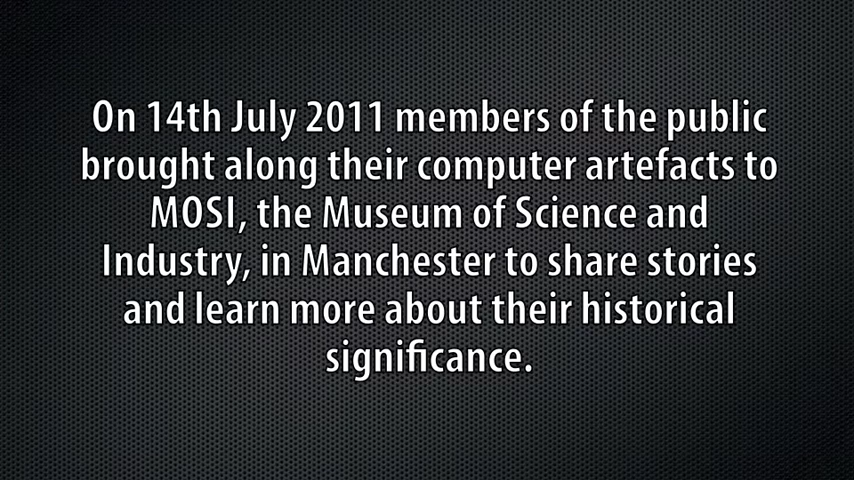 On 14th July 2011 members of the public
brought along their computer artefacts to
MOSI, the Museum of Science and
Industry, in Manchester to share stories
and learn more about their historical
significance.